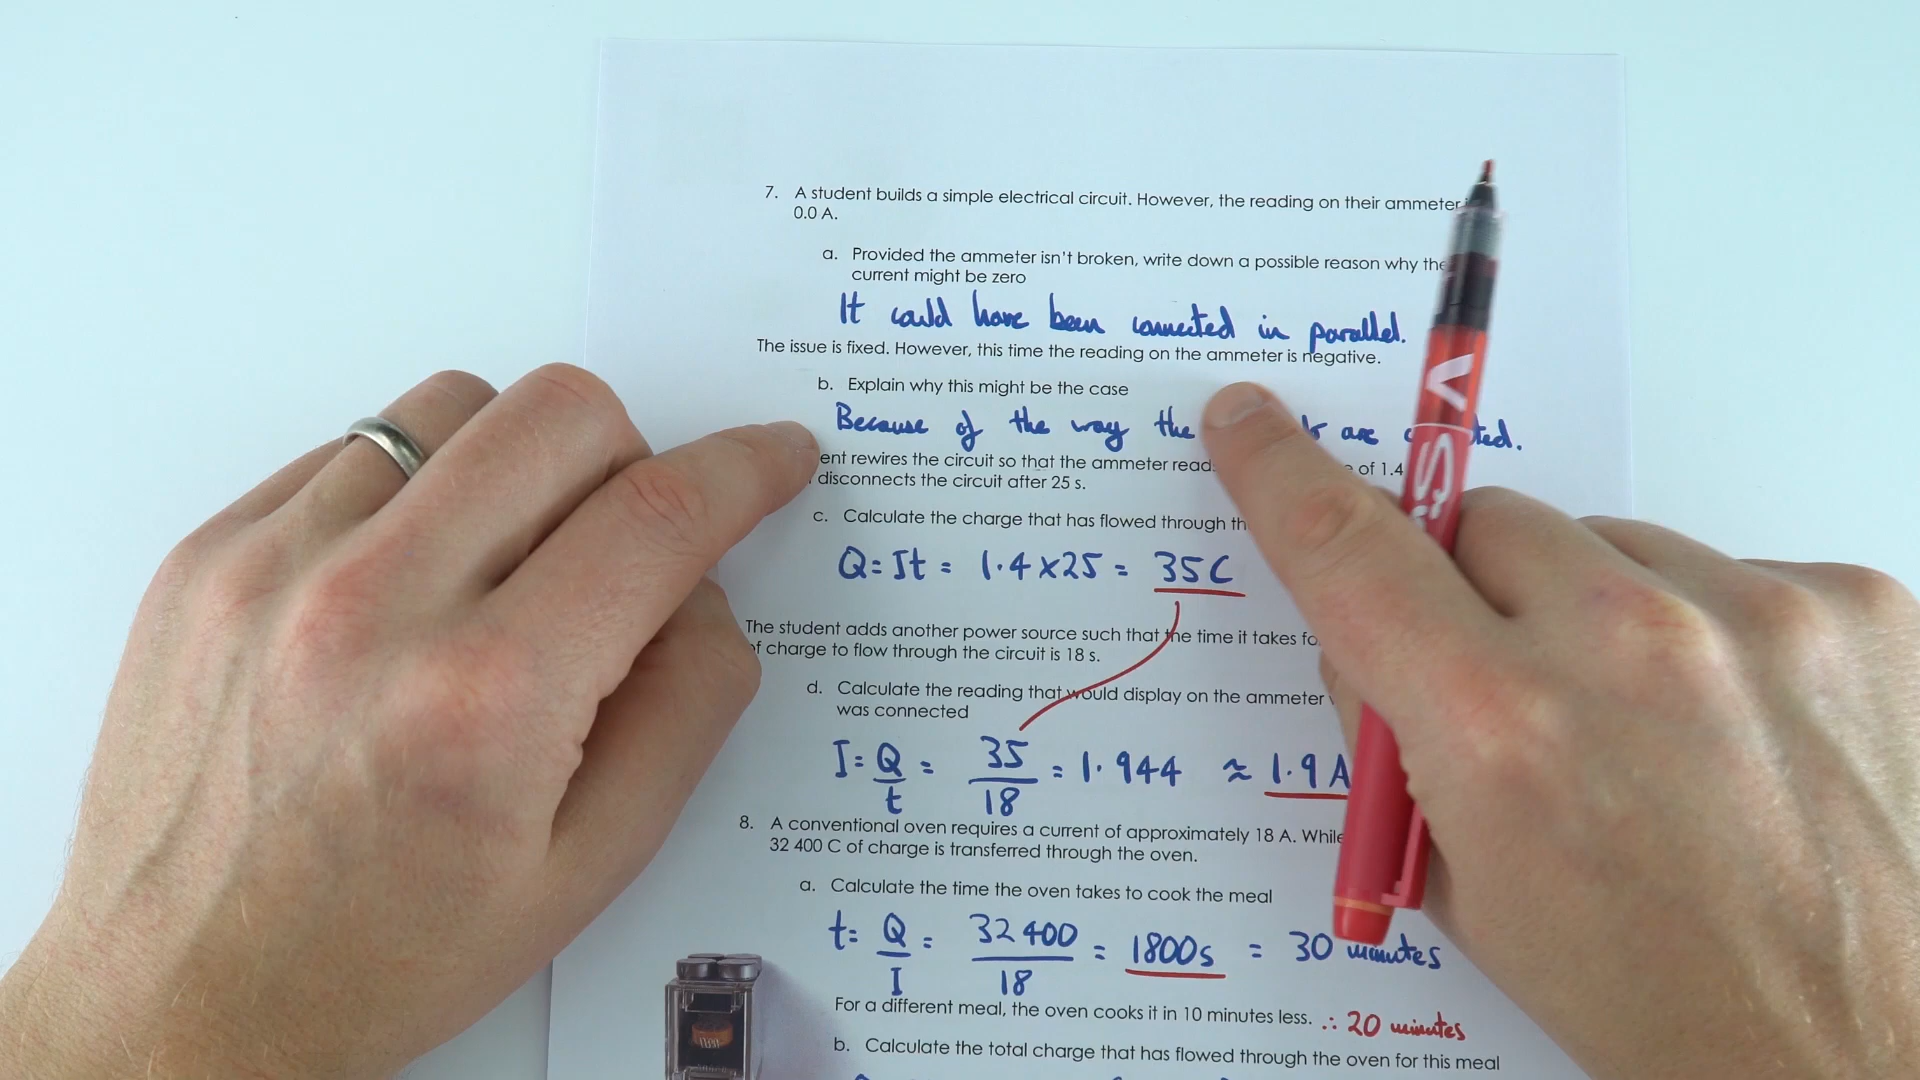 7. A student builds a simple electrical circuit. However, the reading on their ammeter
0.0 A.
a. Provided the ammeter isn't broken, write down a possible reason why the
current might be zero
It could have been connected in parallel.
The issue is fixed. However, this time the reading on the ammeter is negative.
b. Explain why this might be the case
Because of the way the are
ent rewires the circuit so that the ammeter reads of 1.4
disconnects the circuit after 25 s.
c. Calculate the charge that has flowed through th
Q = It = 1.4 x 25 = 35C
The student adds another power source such that the time it takes fo
of charge to flow through the circuit is 18 s.
d. Calculate the reading that would display on the ammeter
was connected
I = Q/t = 35/18 = 1.944 ≈ 1.9 A
8. A conventional oven requires a current of approximately 18 A. While
32 400 C of charge is transferred through the oven.
a. Calculate the time the oven takes to cook the meal
t = Q/I = 32400/18 = 1800s = 30 minutes
For a different meal, the oven cooks it in 10 minutes less. ∴ 20 minutes
b. Calculate the total charge that has flowed through the oven for this meal